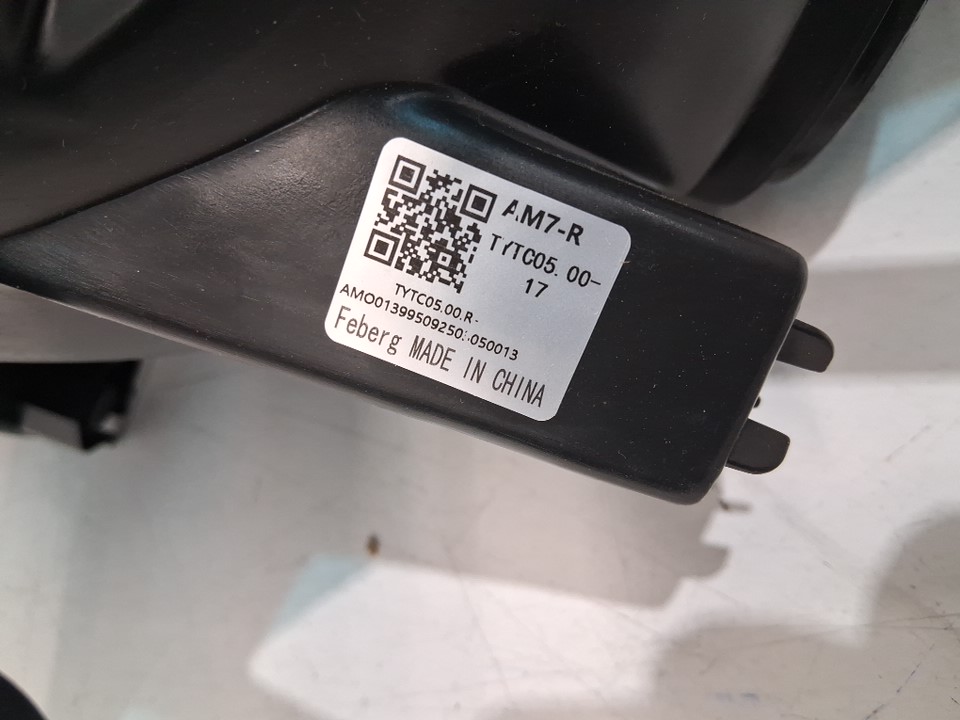 AM7-R
TYTC05.00-
17
TYTC05.00.R-
Feberg MADE IN CHINA